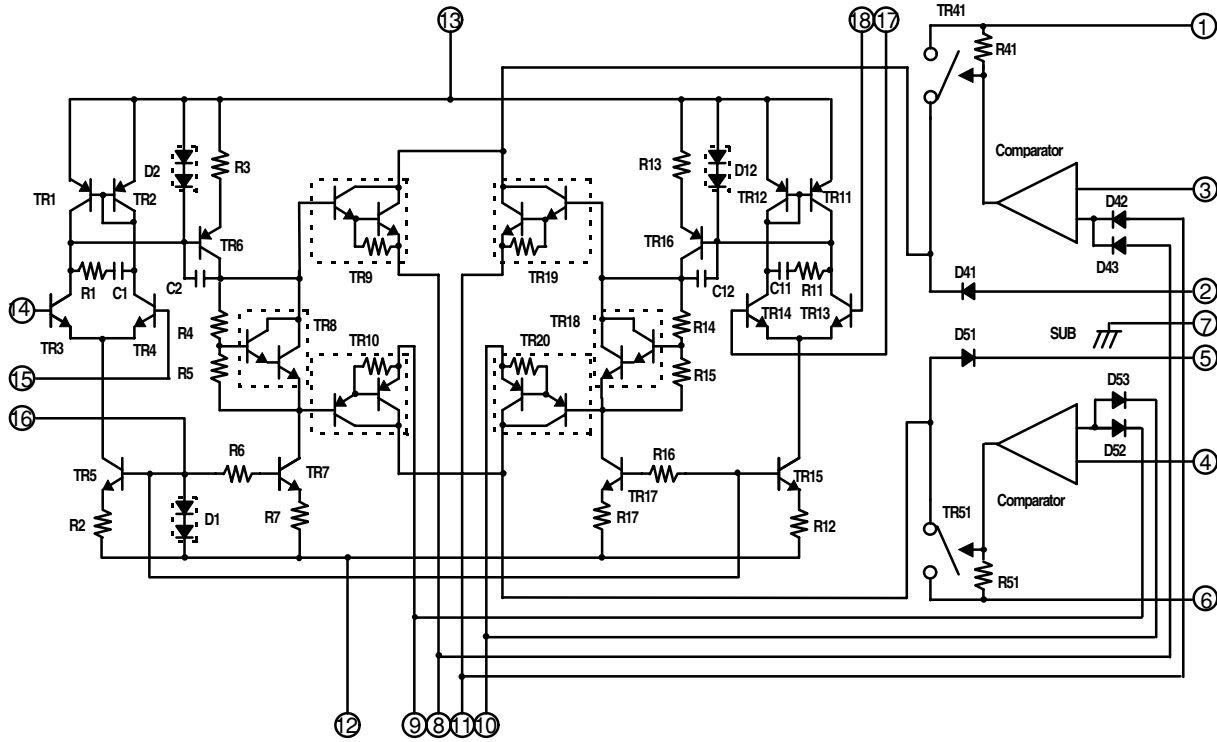 13
18 17
TR41
1
R41
Comparator
3
D42
D43
D41
2
SUB
7
D51
5
D53
D52
4
Comparator
TR51
R51
6
D2
R3
TR1
TR2
TR6
R1
C1
C2
14
TR3
TR4
R4
TR8
R5
15
16
TR9
TR10
TR5
R6
TR7
R2
D1
R7
TR19
TR20
R13
D12
TR12
TR11
TR16
C12
C11
R11
TR14
TR13
TR18
R14
R15
R16
TR17
TR15
R17
R12
12
9
8
11
10